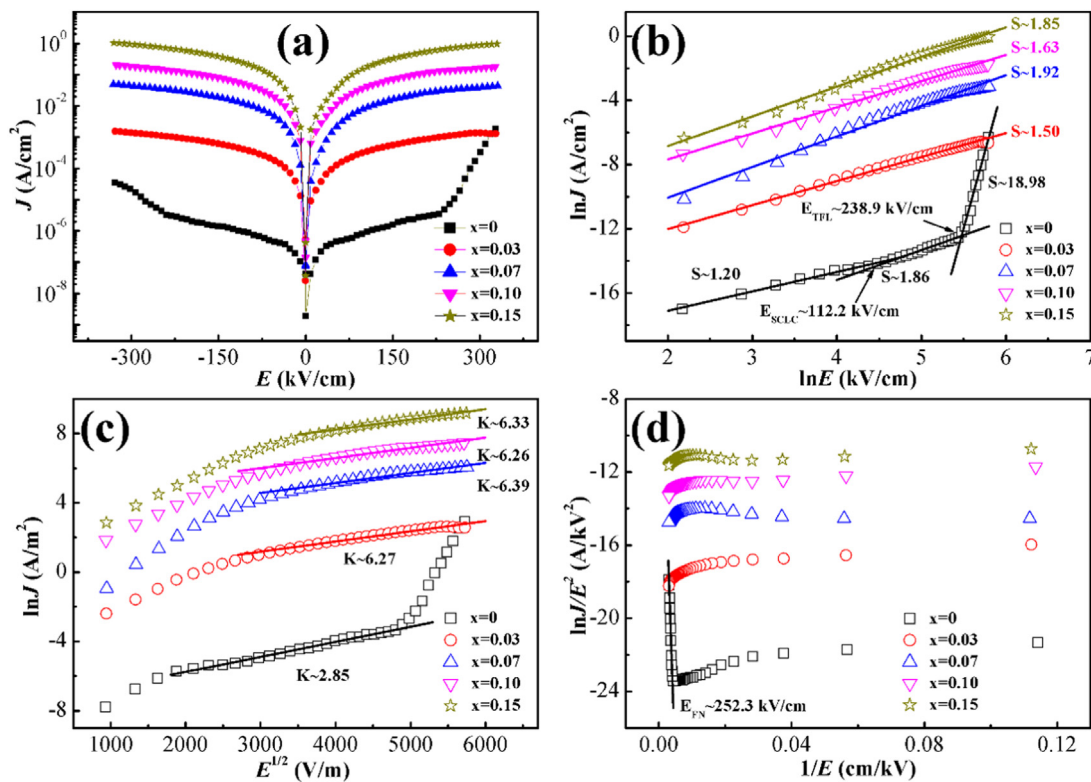 (a)
J (A/cm²)
10⁰
10⁻²
10⁻⁴
10⁻⁶
10⁻⁸
x=0
x=0.03
x=0.07
x=0.10
x=0.15
-300 -150 0 150 300
E (kV/cm)
(b)
lnJ (A/cm²)
0
-4
-8
-12
-16
S~1.85
S~1.63
S~1.92
S~1.50
S~18.98
E_TFL~238.9 kV/cm
S~1.20
S~1.86
E_SCLC~112.2 kV/cm
x=0
x=0.03
x=0.07
x=0.10
x=0.15
2 3 4 5 6 7
lnE (kV/cm)
(c)
lnJ (A/m²)
8
4
0
-4
-8
K~6.33
K~6.26
K~6.39
K~6.27
K~2.85
x=0
x=0.03
x=0.07
x=0.10
x=0.15
1000 2000 3000 4000 5000 6000
E^1/2 (V/m)
(d)
lnJ/E² (A/kV²)
-8
-12
-16
-20
-24
E_FN~252.3 kV/cm
x=0
x=0.03
x=0.07
x=0.10
x=0.15
0.00 0.04 0.08 0.12
1/E (cm/kV)